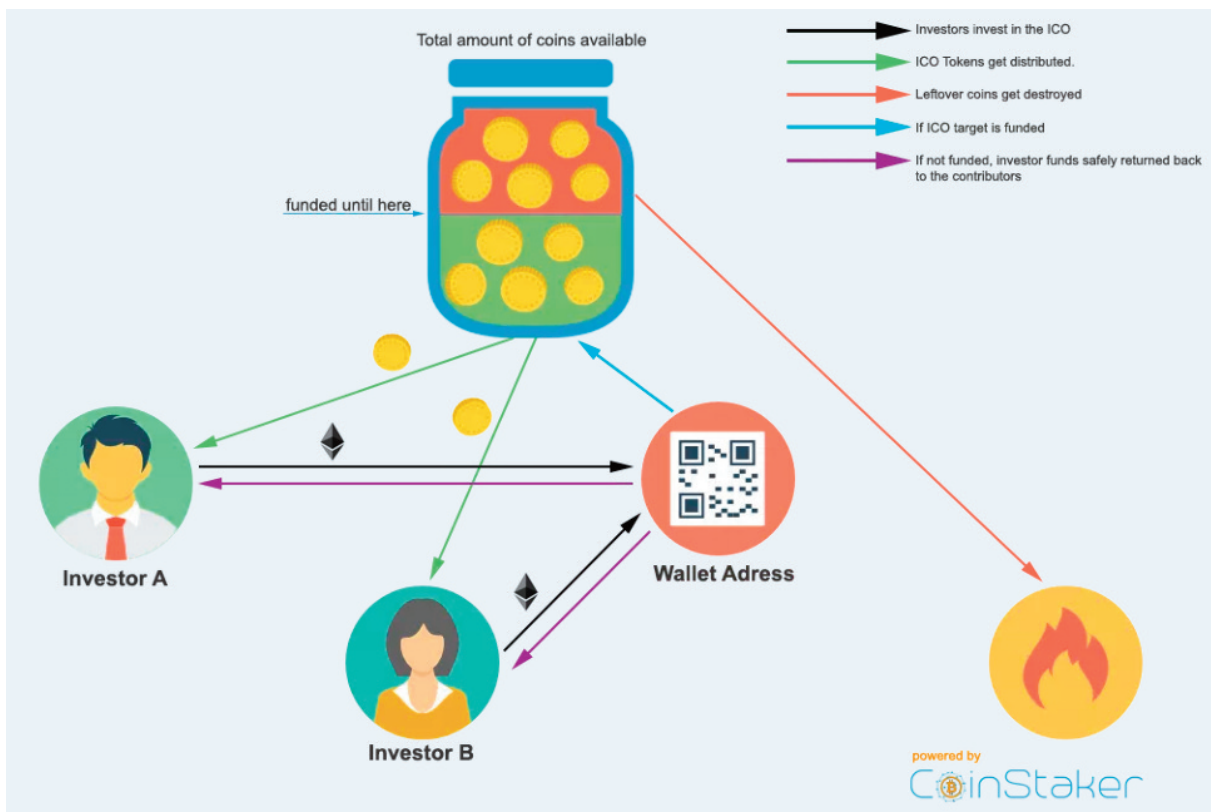 Total amount of coins available
Investors invest in the ICO
ICO Tokens get distributed.
Leftover coins get destroyed
If ICO target is funded
If not funded, investor funds safely returned back
to the contributors
funded until here
Investor A
Wallet Adress
Investor B
powered by
CoinStaker